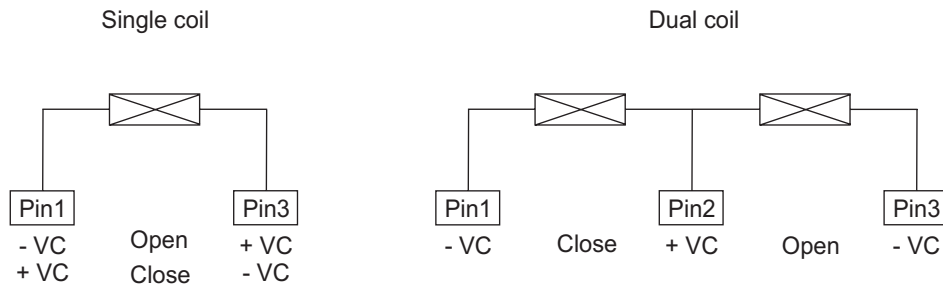 Single coil
Dual coil
Pin1
Pin3
Pin1
Pin2
Pin3
- VC
Open
+ VC
- VC
Close
+ VC
Open
- VC
+ VC
Close
- VC